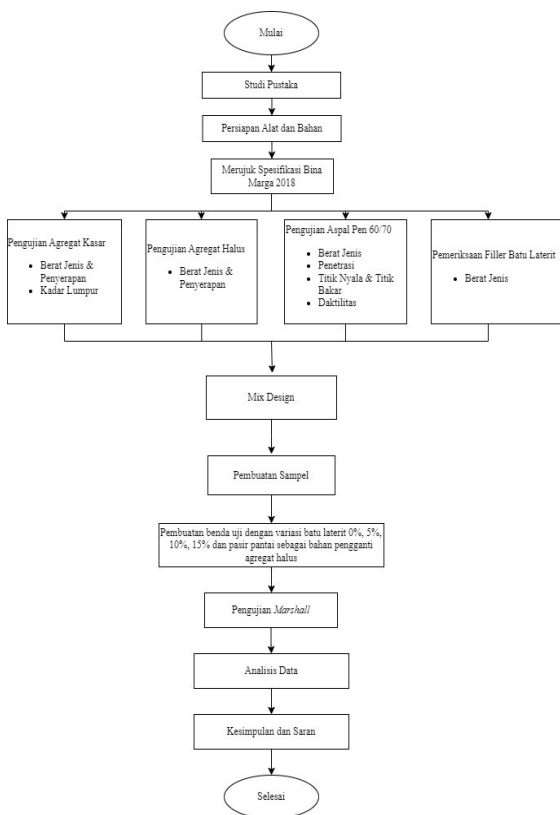 Mulai
Studi Pustaka
Persiapan Alat dan Bahan
Merujuk Spesifikasi Bina
Marga 2018
Pengujian Agregat Kasar
• Berat Jenis &
Penyerapan
• Kadar Lumpur
Pengujian Agregat Halus
• Berat Jenis &
Penyerapan
Pengujian Aspal Pen 60/70
• Berat Jenis
• Penetrasi
• Titik Nyala & Titik
Bakar
• Daktilitas
Pemeriksaan Filler Batu Laterit
• Berat Jenis
Mix Design
Pembuatan Sampel
Pembuatan benda uji dengan variasi batu laterit 0%, 5%,
10%, 15% dan pasir pantai sebagai bahan pengganti
agregat halus
Pengujian Marshall
Analisis Data
Kesimpulan dan Saran
Selesai